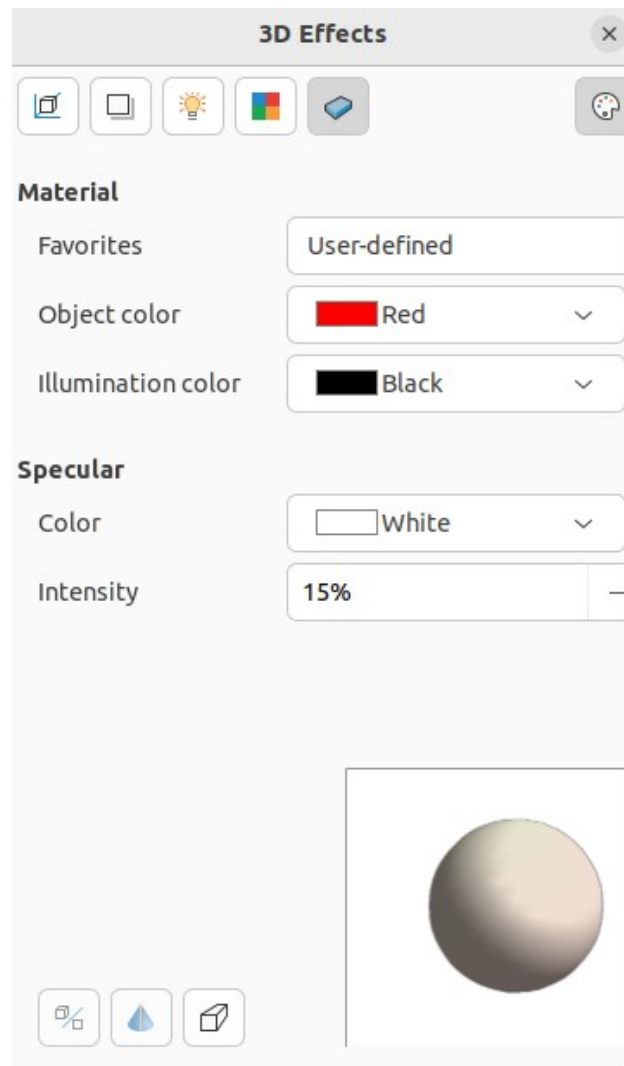 3D Effects
Material
Favorites User-defined
Object color Red
Illumination color Black
Specular
Color White
Intensity 15%